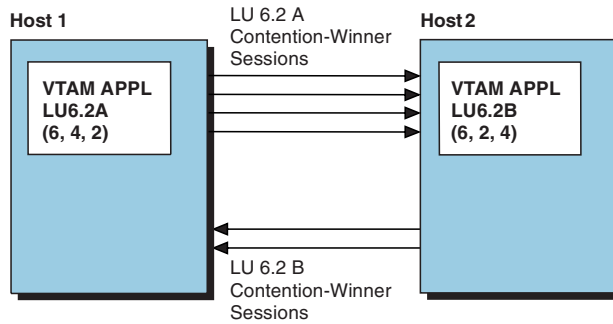 Host 1
LU 6.2 A
Contention-Winner
Sessions
Host 2
VTAM APPL
LU6.2A
(6, 4, 2)
VTAM APPL
LU6.2B
(6, 2, 4)
LU 6.2 B
Contention-Winner
Sessions